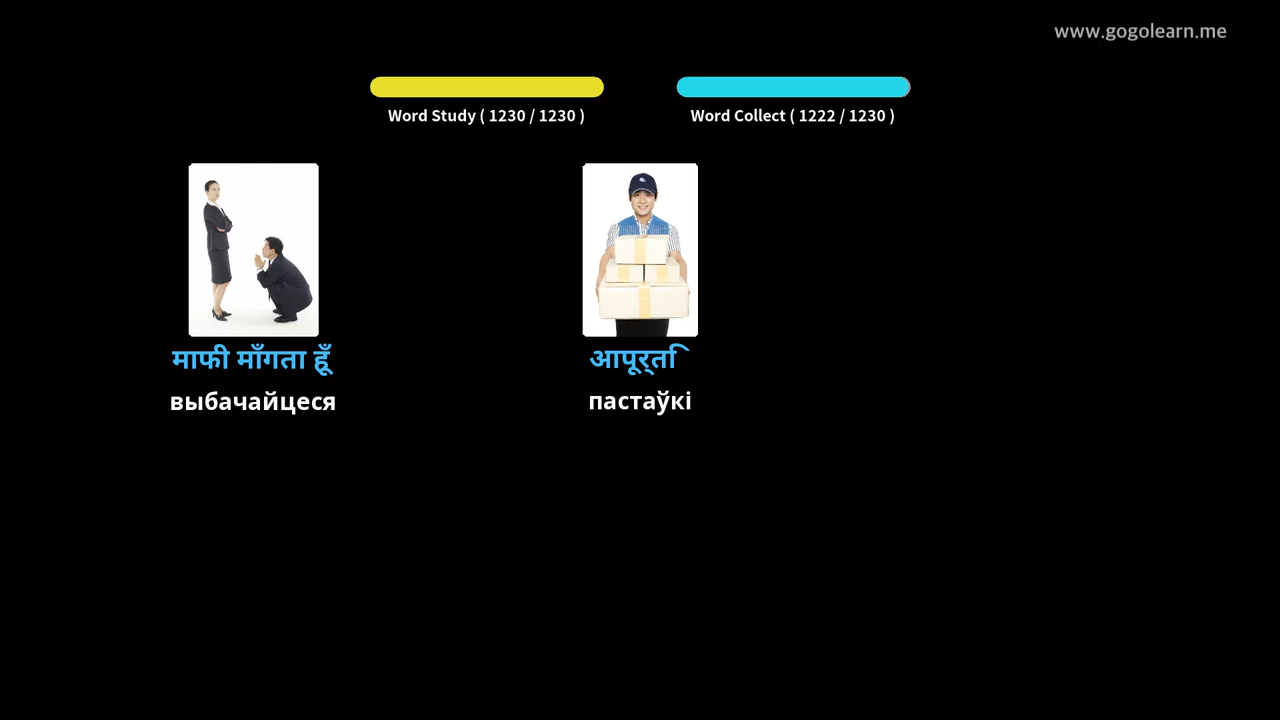 www.gogolearn.me
Word Study ( 1230 / 1230 )
Word Collect ( 1222 / 1230 )
माफी माँगता हूँ
आपूर्ति
выбачайцеся
пастаўкі